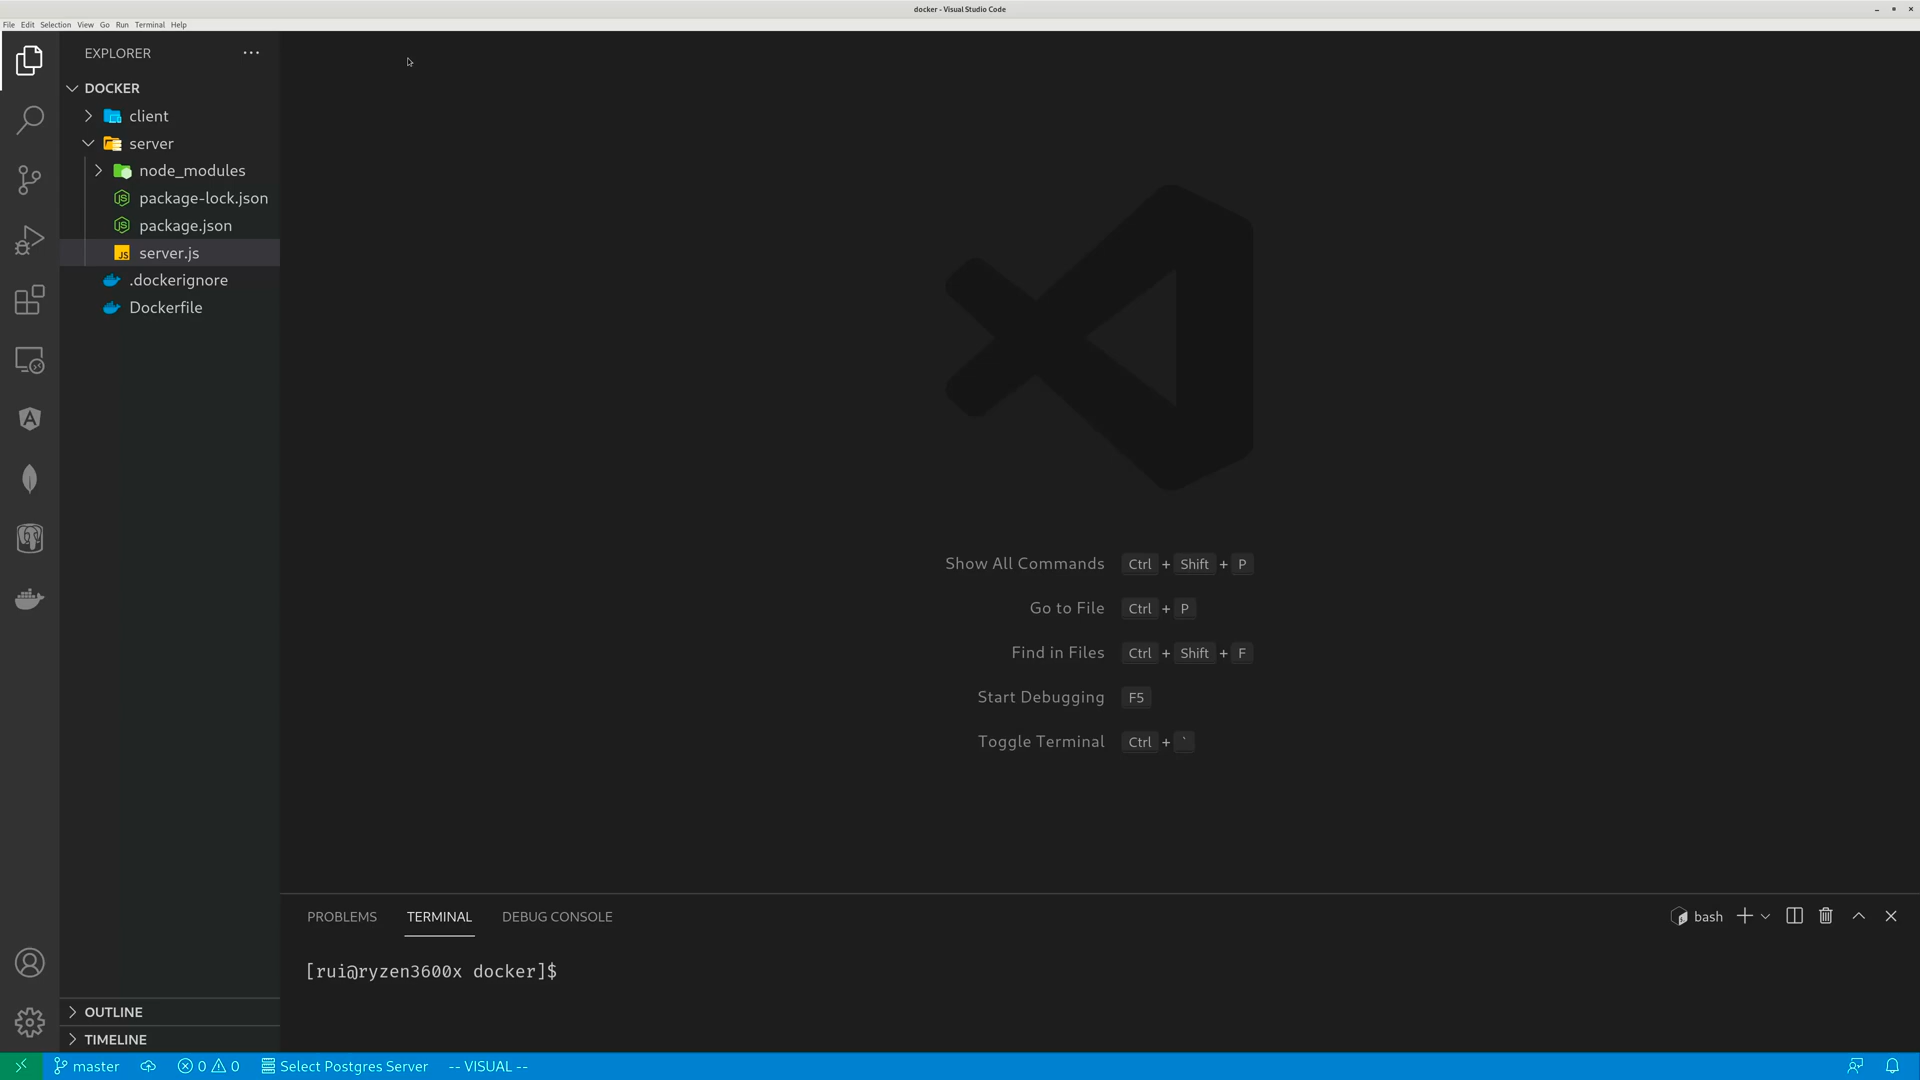 docker - Visual Studio Code
File Edit Selection View Go Run Terminal Help
EXPLORER
DOCKER
client
server
node_modules
package-lock.json
package.json
JS server.js
.dockerignore
Dockerfile
Show All Commands Ctrl + Shift + P
Go to File Ctrl + P
Find in Files Ctrl + Shift + F
Start Debugging F5
Toggle Terminal Ctrl + `
PROBLEMS TERMINAL DEBUG CONSOLE bash
[rui@ryzen3600x docker]$
OUTLINE
TIMELINE
master 0 0 Select Postgres Server -- VISUAL --